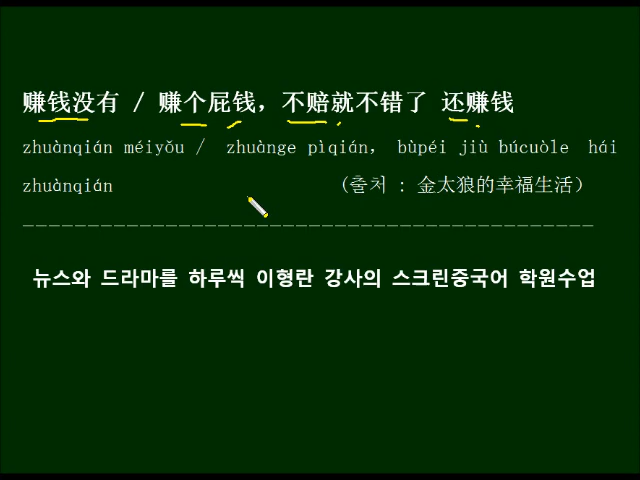 赚钱没有 / 赚个屁钱，不赔就不错了 还赚钱
zhuànqián méiyǒu / zhuànge pìqián， bùpéi jiù búcuòle hái
zhuànqián (출처 : 金太狼的幸福生活）
뉴스와 드라마를 하루씩 이형란 강사의 스크린중국어 학원수업